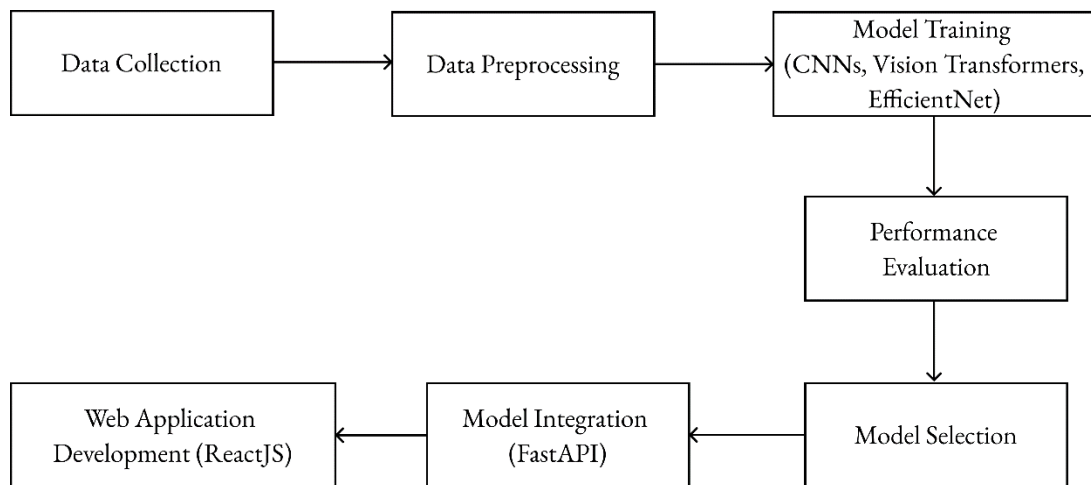 Data Collection
Data Preprocessing
Model Training
(CNNs, Vision Transformers,
EfficientNet)
Performance
Evaluation
Model Selection
Model Integration
(FastAPI)
Web Application
Development (ReactJS)